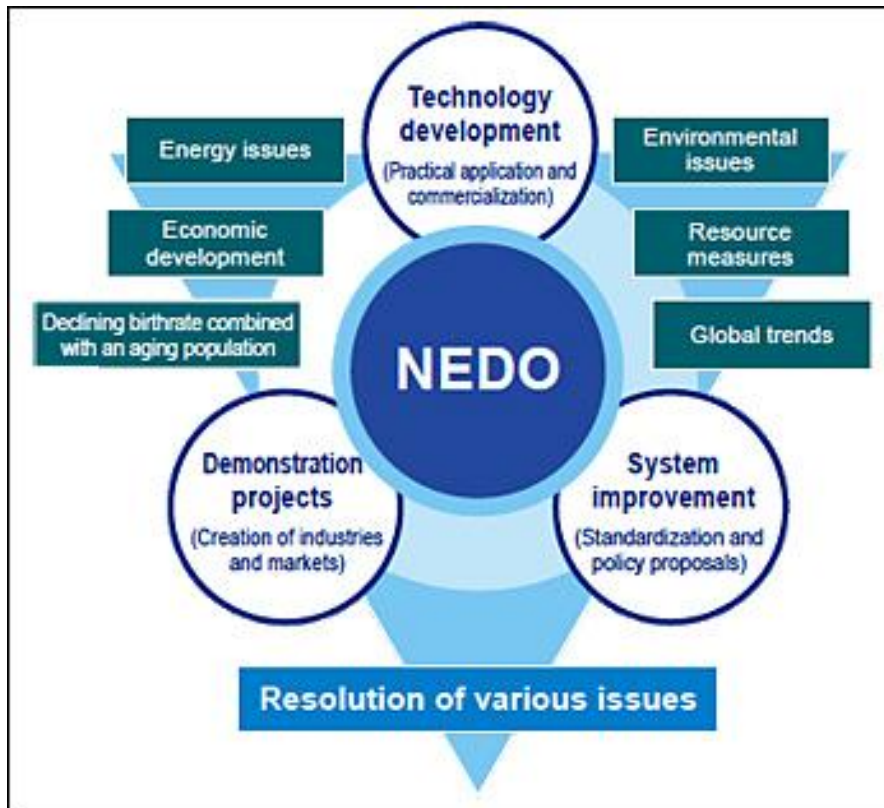 Technology
development
(Practical application and
commercialization)
Energy issues
Environmental
issues
Economic
development
Resource
measures
Declining birthrate combined
with an aging population
Global trends
NEDO
Demonstration
projects
(Creation of industries
and markets)
System
improvement
(Standardization and
policy proposals)
Resolution of various issues